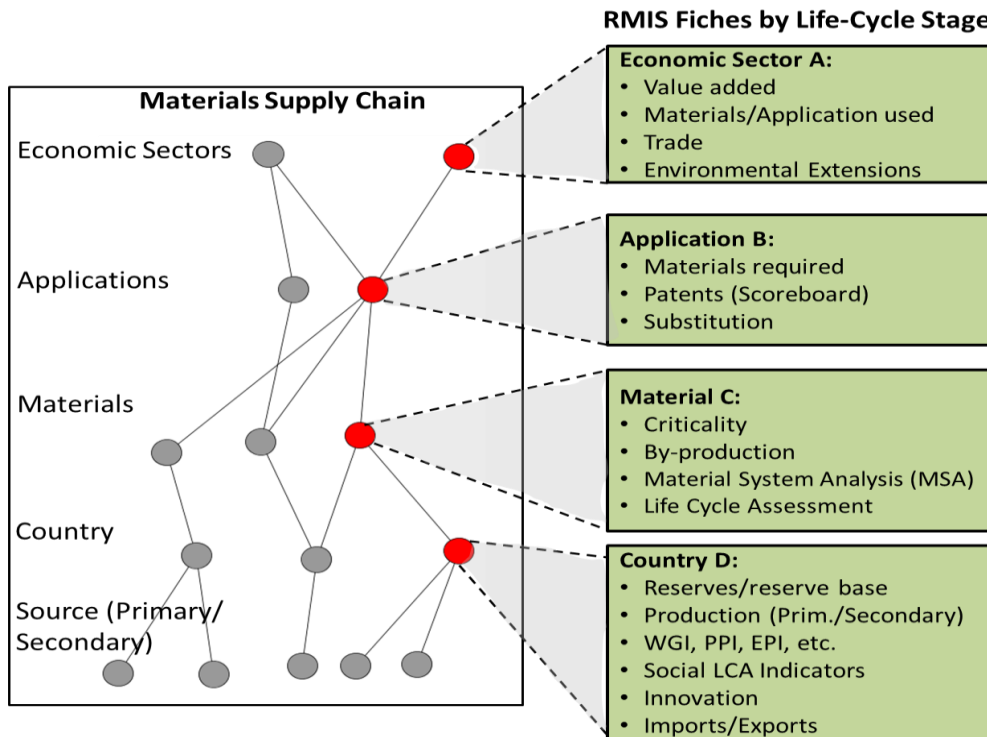 RMIS Fiches by Life-Cycle Stage
Materials Supply Chain
Economic Sectors
Applications
Materials
Country
Source (Primary/
Secondary)
Economic Sector A:
• Value added
• Materials/Application used
• Trade
• Environmental Extensions
Application B:
• Materials required
• Patents (Scoreboard)
• Substitution
Material C:
• Criticality
• By-production
• Material System Analysis (MSA)
• Life Cycle Assessment
Country D:
• Reserves/reserve base
• Production (Prim./Secondary)
• WGI, PPI, EPI, etc.
• Social LCA Indicators
• Innovation
• Imports/Exports